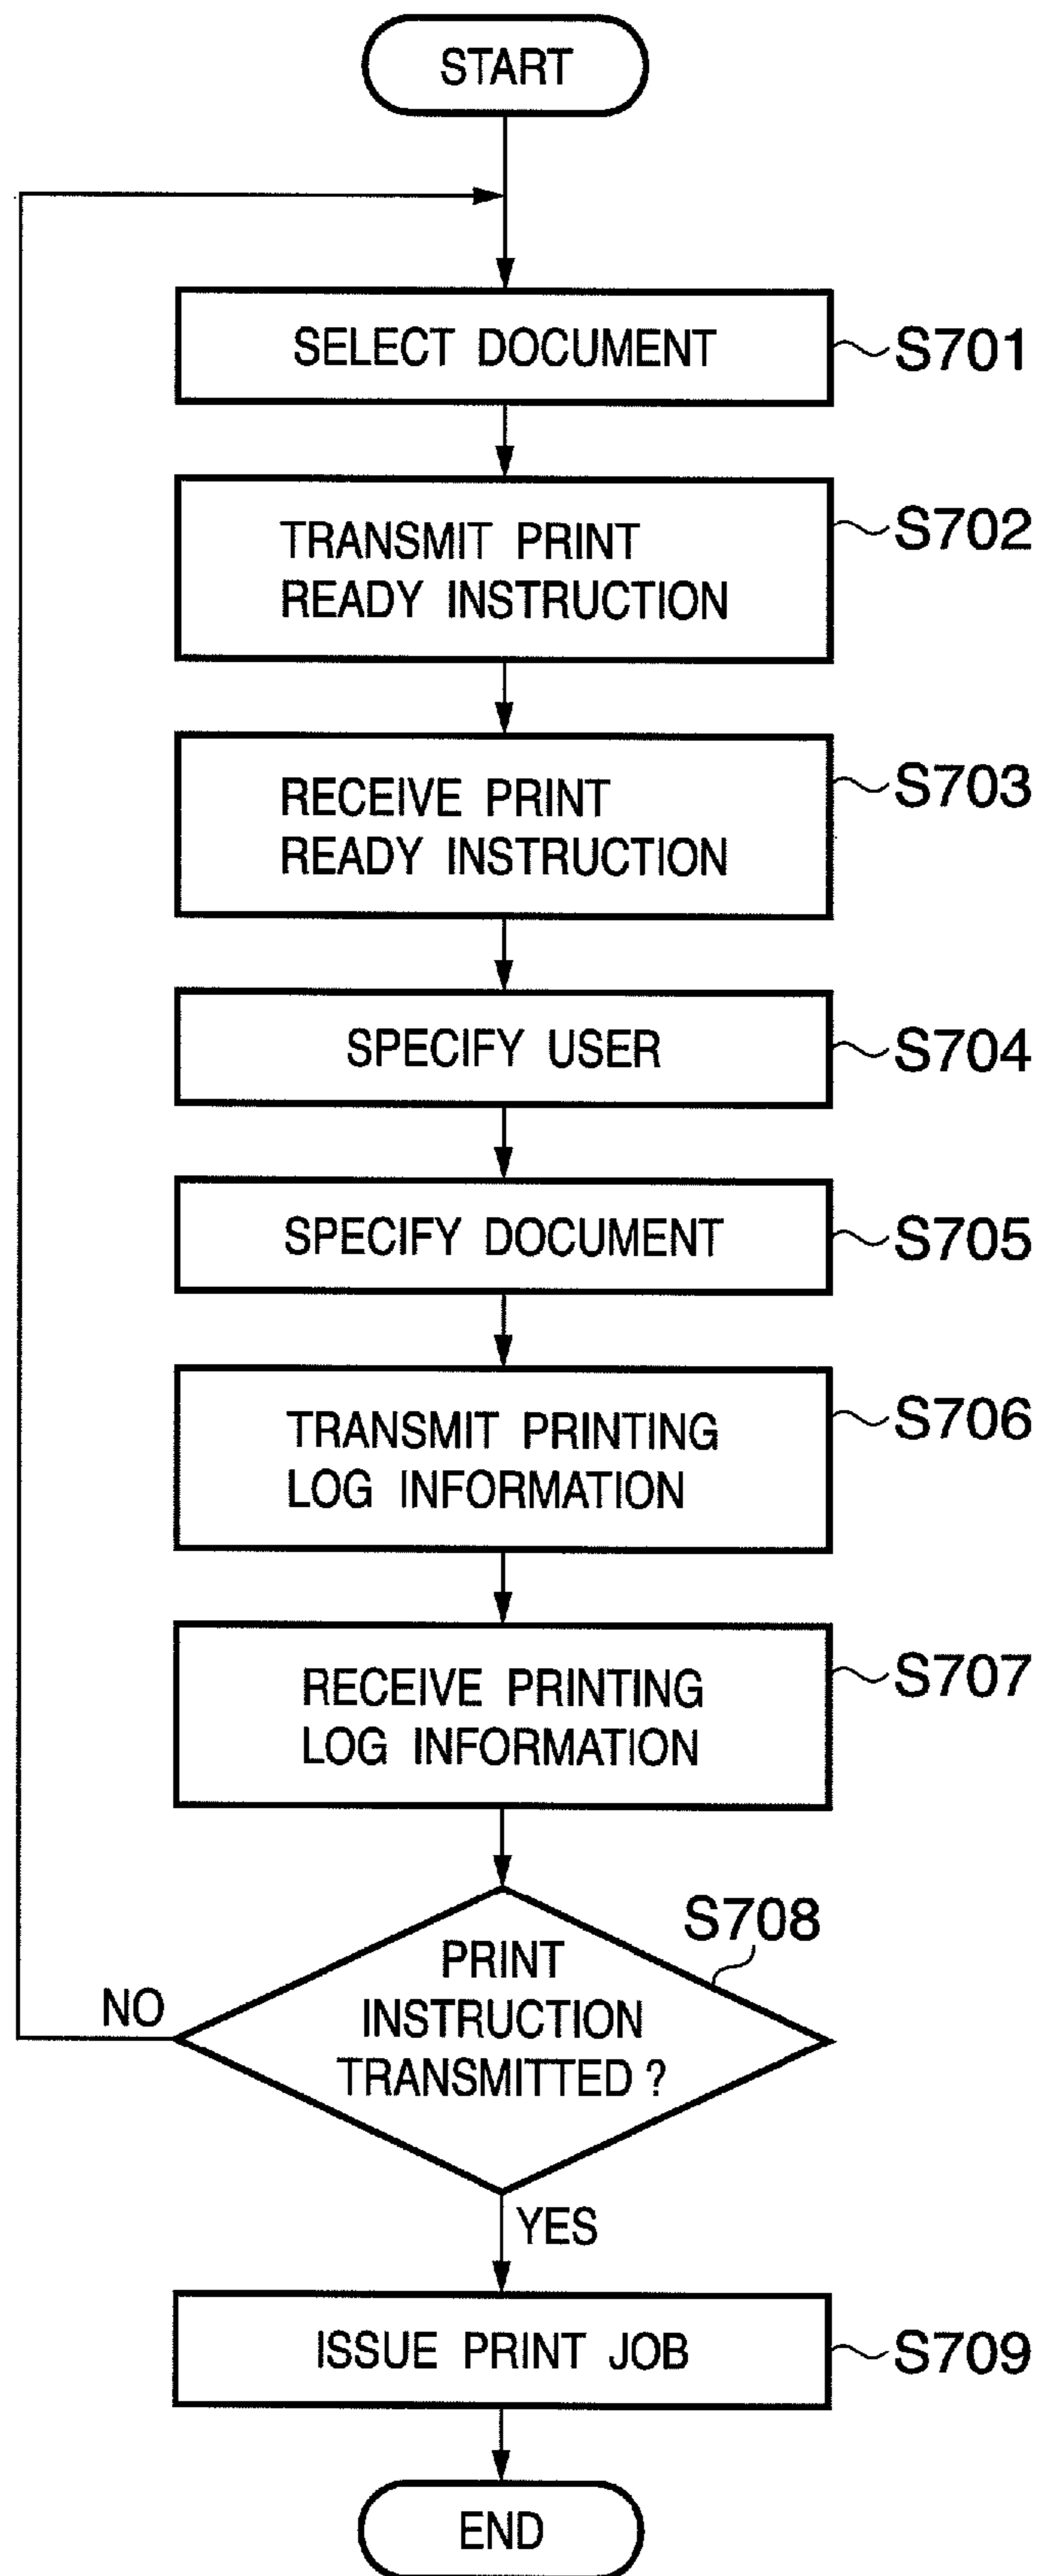 START
SELECT DOCUMENT
S701
TRANSMIT PRINT
READY INSTRUCTION
S702
RECEIVE PRINT
READY INSTRUCTION
S703
SPECIFY USER
S704
SPECIFY DOCUMENT
S705
TRANSMIT PRINTING
LOG INFORMATION
S706
RECEIVE PRINTING
LOG INFORMATION
S707
S708
PRINT
INSTRUCTION
TRANSMITTED ?
NO
YES
ISSUE PRINT JOB
S709
END